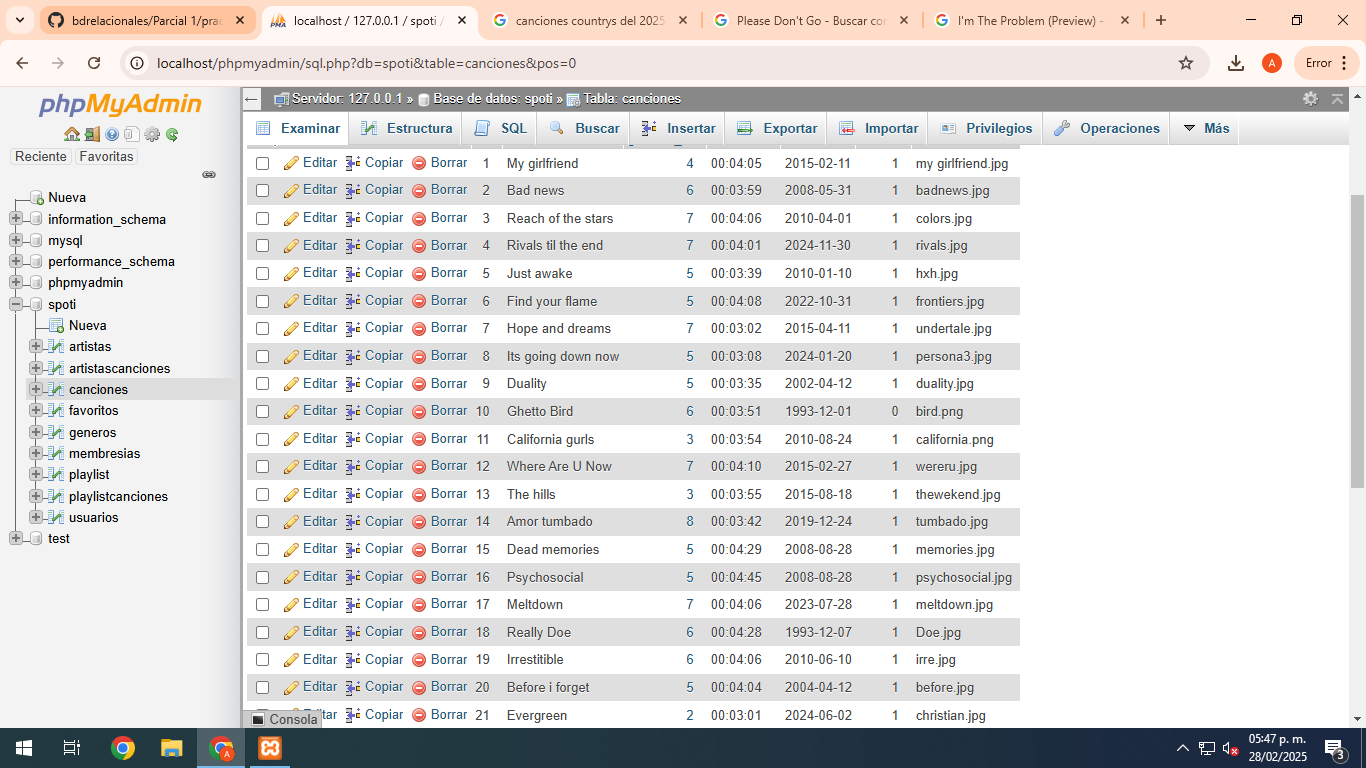 bdrelacionales/Parcial 1/prac
localhost / 127.0.0.1 / spoti /
canciones countrys del 2025
Please Don't Go - Buscar con
I'm The Problem (Preview) -
localhost/phpmyadmin/sql.php?db=spoti&table=canciones&pos=0
A
Error
phpMyAdmin
Reciente
Favoritas
Nueva
information_schema
mysql
performance_schema
phpmyadmin
spoti
Nueva
artistas
artistascanciones
canciones
favoritos
generos
membresias
playlist
playlistcanciones
usuarios
test
Servidor: 127.0.0.1 » Base de datos: spoti » Tabla: canciones
Examinar Estructura SQL Buscar Insertar Exportar Importar Privilegios Operaciones Más
Editar Copiar Borrar 1 My girlfriend 4 00:04:05 2015-02-11 1 my girlfriend.jpg
Editar Copiar Borrar 2 Bad news 6 00:03:59 2008-05-31 1 badnews.jpg
Editar Copiar Borrar 3 Reach of the stars 7 00:04:06 2010-04-01 1 colors.jpg
Editar Copiar Borrar 4 Rivals til the end 7 00:04:01 2024-11-30 1 rivals.jpg
Editar Copiar Borrar 5 Just awake 5 00:03:39 2010-01-10 1 hxh.jpg
Editar Copiar Borrar 6 Find your flame 5 00:04:08 2022-10-31 1 frontiers.jpg
Editar Copiar Borrar 7 Hope and dreams 7 00:03:02 2015-04-11 1 undertale.jpg
Editar Copiar Borrar 8 Its going down now 5 00:03:08 2024-01-20 1 persona3.jpg
Editar Copiar Borrar 9 Duality 5 00:03:35 2002-04-12 1 duality.jpg
Editar Copiar Borrar 10 Ghetto Bird 6 00:03:51 1993-12-01 0 bird.png
Editar Copiar Borrar 11 California gurls 3 00:03:54 2010-08-24 1 california.png
Editar Copiar Borrar 12 Where Are U Now 7 00:04:10 2015-02-27 1 wereru.jpg
Editar Copiar Borrar 13 The hills 3 00:03:55 2015-08-18 1 thewekend.jpg
Editar Copiar Borrar 14 Amor tumbado 8 00:03:42 2019-12-24 1 tumbado.jpg
Editar Copiar Borrar 15 Dead memories 5 00:04:29 2008-08-28 1 memories.jpg
Editar Copiar Borrar 16 Psychosocial 5 00:04:45 2008-08-28 1 psychosocial.jpg
Editar Copiar Borrar 17 Meltdown 7 00:04:06 2023-07-28 1 meltdown.jpg
Editar Copiar Borrar 18 Really Doe 6 00:04:28 1993-12-07 1 Doe.jpg
Editar Copiar Borrar 19 Irrestitible 6 00:04:06 2010-06-10 1 irre.jpg
Editar Copiar Borrar 20 Before i forget 5 00:04:04 2004-04-12 1 before.jpg
Copiar Borrar 21 Evergreen 2 00:03:01 2024-06-02 1 christian.jpg
Consola
05:47 p. m.
28/02/2025
3